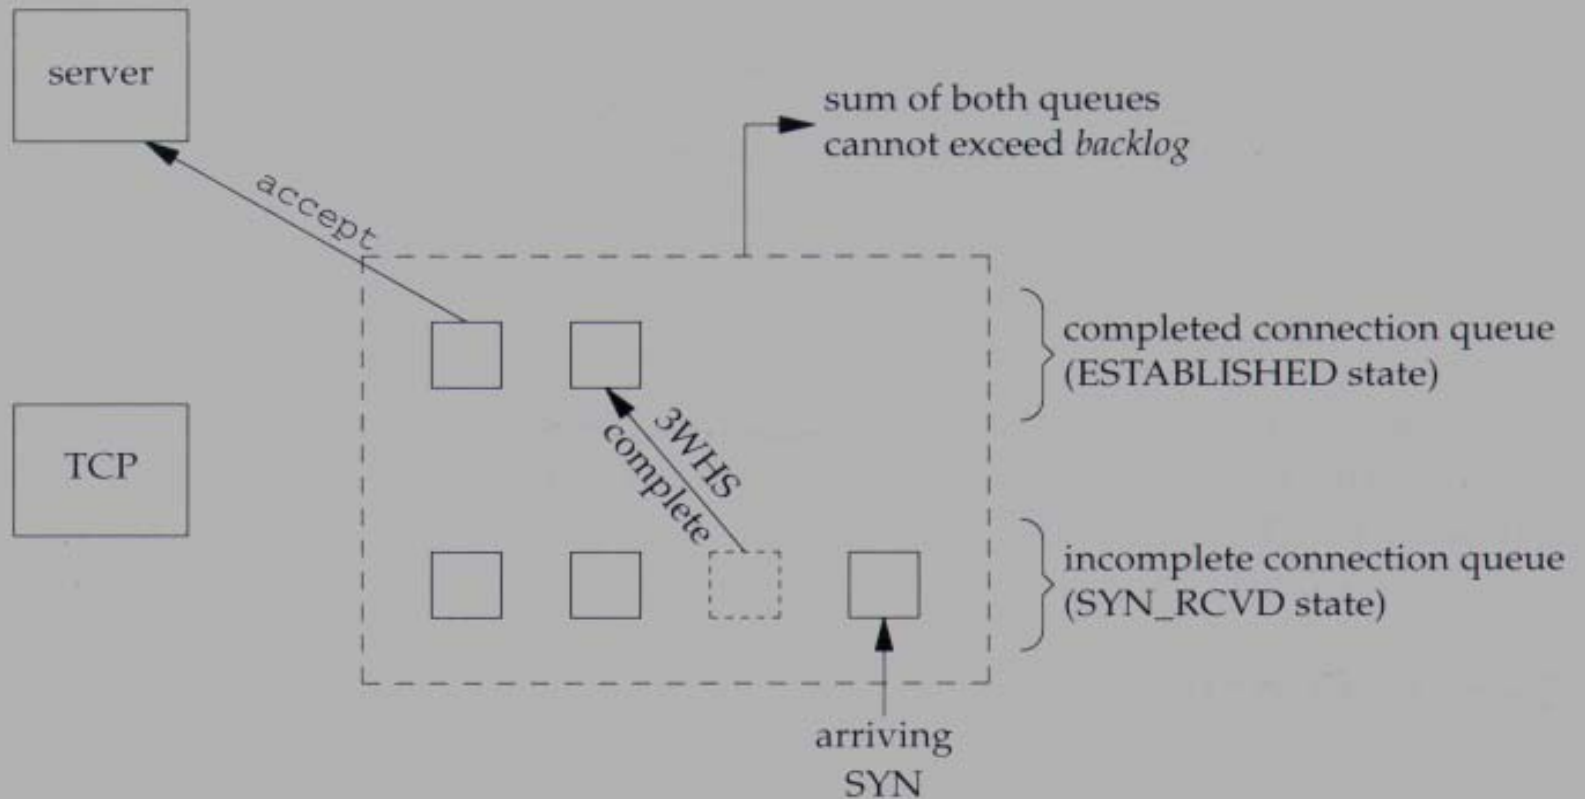 server
sum of both queues
cannot exceed backlog
accept
completed connection queue
(ESTABLISHED state)
3WHS
complete
TCP
incomplete connection queue
(SYN_RCVD state)
arriving
SYN